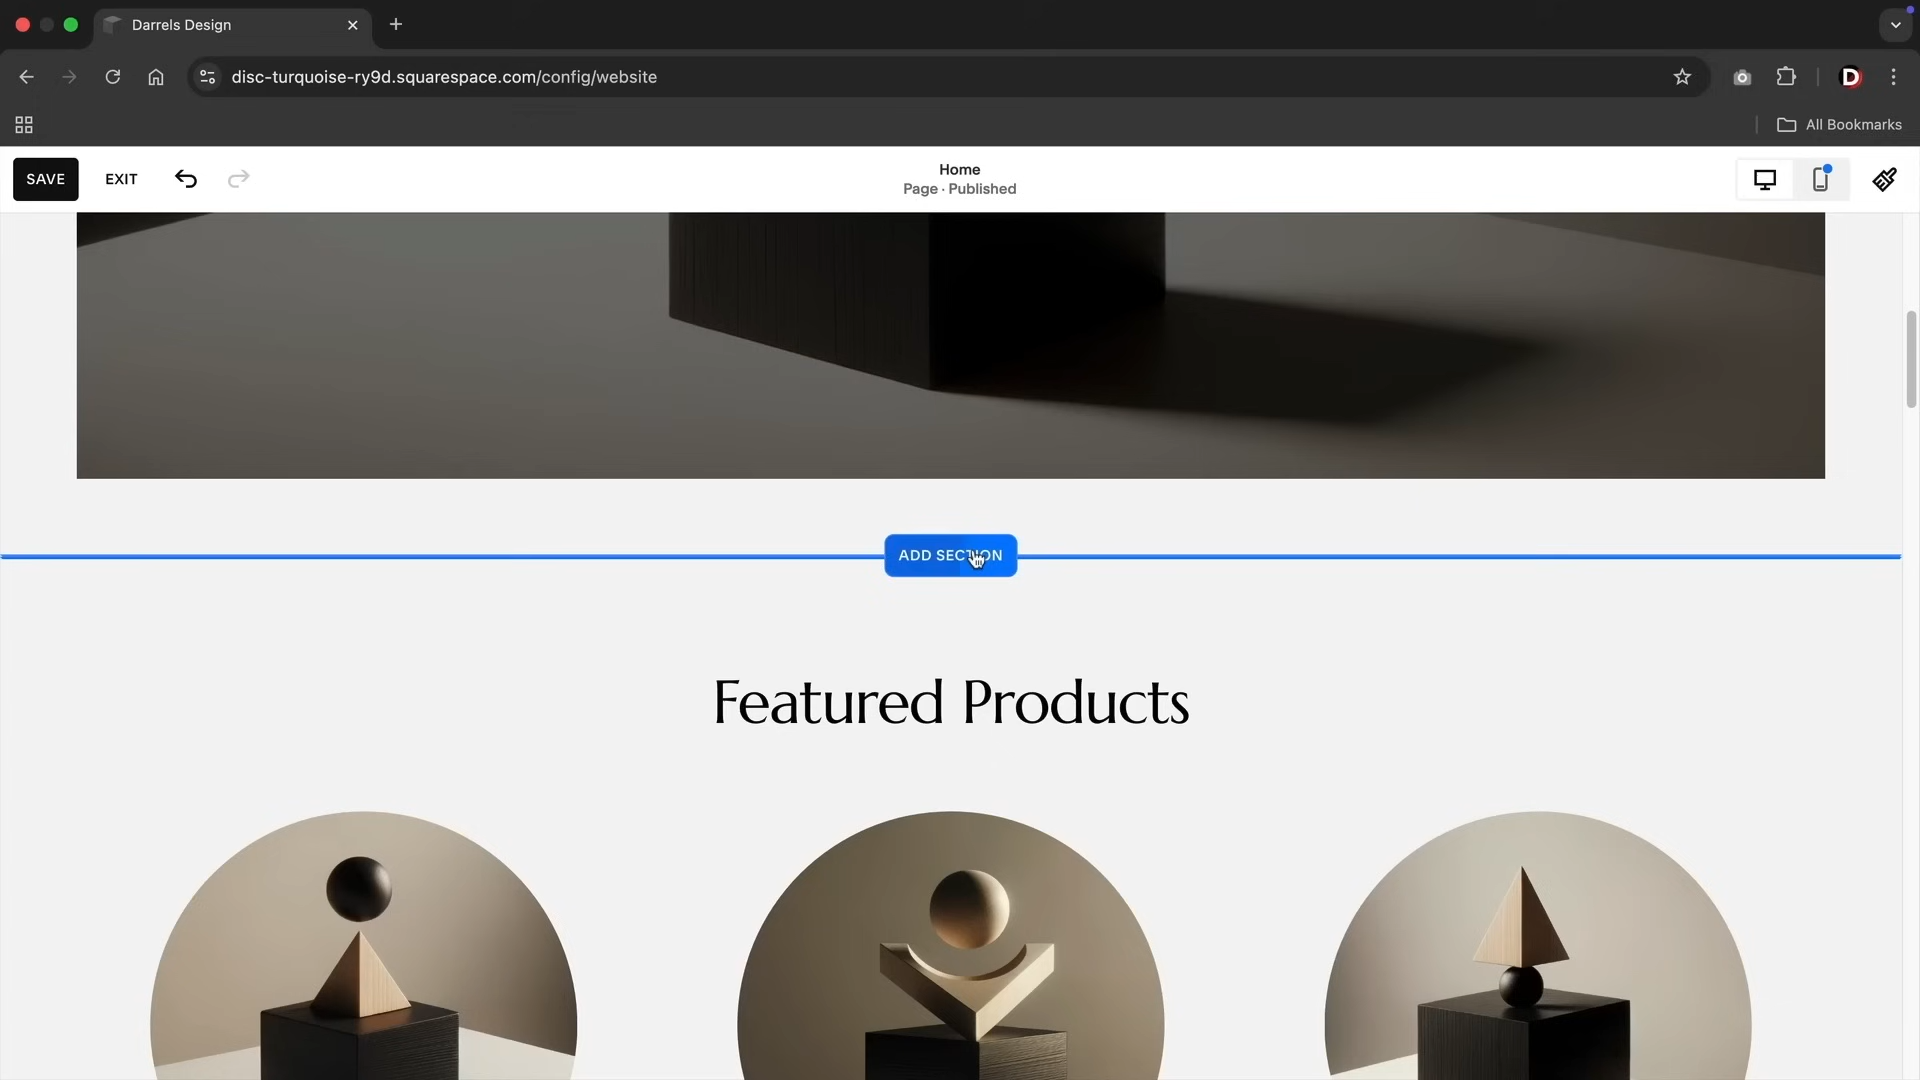 Darrels Design
disc-turquoise-ry9d.squarespace.com/config/website
D
All Bookmarks
SAVE
EXIT
Home
Page · Published
ADD SECTION
Featured Products